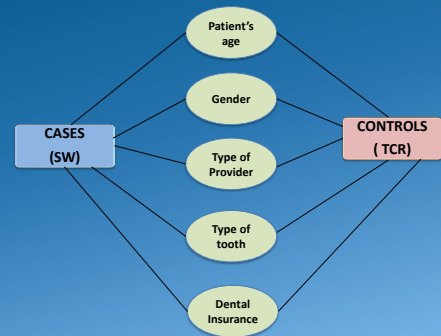 Patient's
age
Gender
CASES
(SW)
CONTROLS
( TCR)
Type of
Provider
Type of
tooth
Dental
Insurance